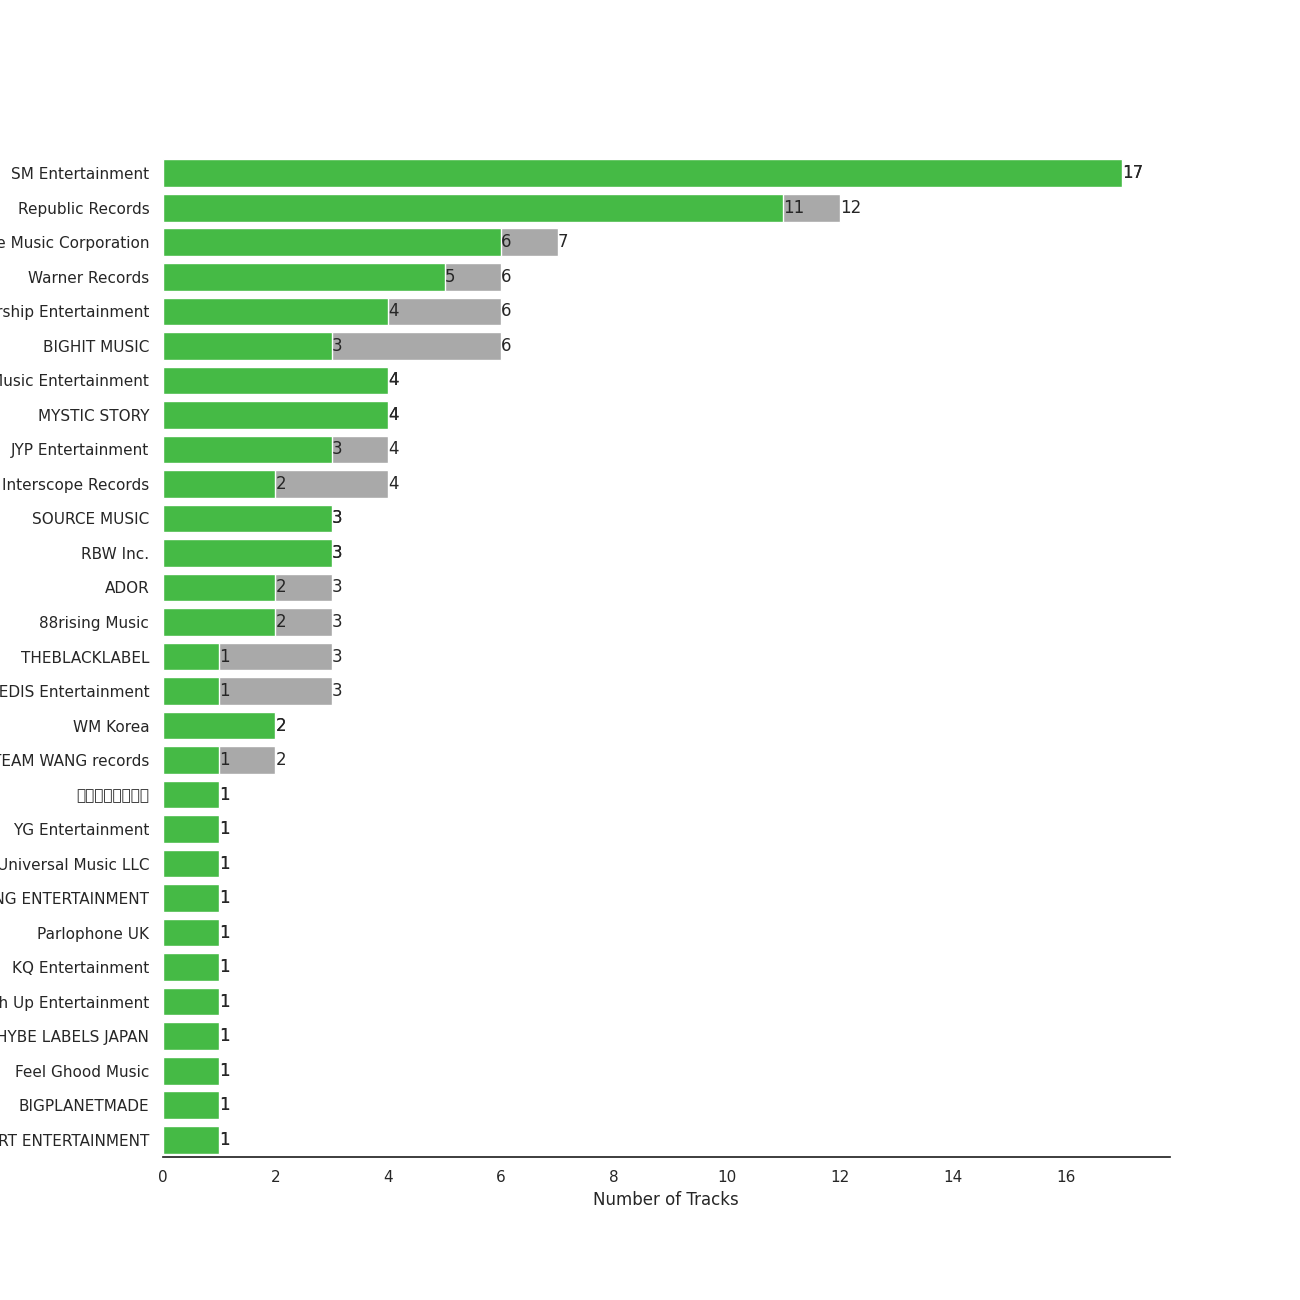 SM Entertainment 17
Republic Records 11 12
e Music Corporation 6 7
Warner Records 5 6
rship Entertainment 4 6
BIGHIT MUSIC 3 6
Music Entertainment 4
MYSTIC STORY 4
JYP Entertainment 3 4
Interscope Records 2 4
SOURCE MUSIC 3
RBW Inc. 3
ADOR 2 3
88rising Music 2 3
THEBLACKLABEL 1 3
EDIS Entertainment 1 3
WM Korea 2
TEAM WANG records 1 2
1
YG Entertainment 1
Universal Music LLC 1
NG ENTERTAINMENT 1
Parlophone UK 1
KQ Entertainment 1
h Up Entertainment 1
HYBE LABELS JAPAN 1
Feel Ghood Music 1
BIGPLANETMADE 1
RT ENTERTAINMENT 1
0 2 4 6 8 10 12 14 16
Number of Tracks